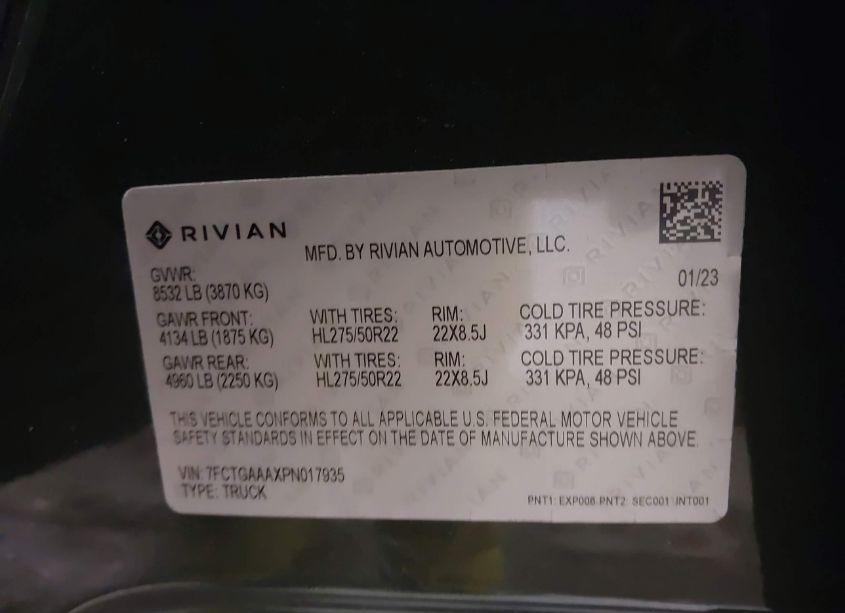 RIVIAN
MFD. BY RIVIAN AUTOMOTIVE, LLC.
GVWR:
8532 LB (3870 KG)
01/23
GAWR FRONT: WITH TIRES: RIM: COLD TIRE PRESSURE:
4134 LB (1875 KG) HL275/50R22 22X8.5J 331 KPA, 48 PSI
GAWR REAR: WITH TIRES: RIM: COLD TIRE PRESSURE:
4960 LB (2250 KG) HL275/50R22 22X8.5J 331 KPA, 48 PSI
THIS VEHICLE CONFORMS TO ALL APPLICABLE U.S. FEDERAL MOTOR VEHICLE
SAFETY STANDARDS IN EFFECT ON THE DATE OF MANUFACTURE SHOWN ABOVE.
VIN: 7FCTGAAAXPN017935
TYPE: TRUCK
PNT1: EXP006 PNT2: SEC001 INT001